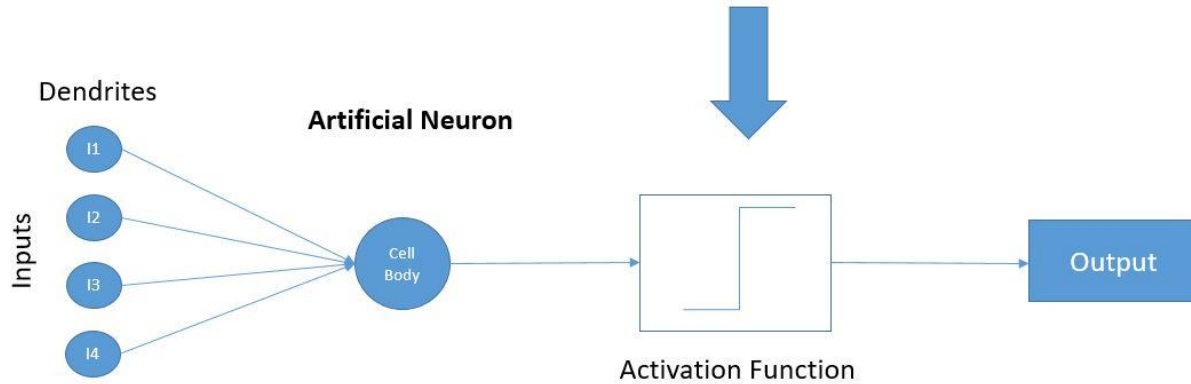 Dendrites
Artificial Neuron
Inputs
I1
I2
I3
I4
Cell
Body
Output
Activation Function